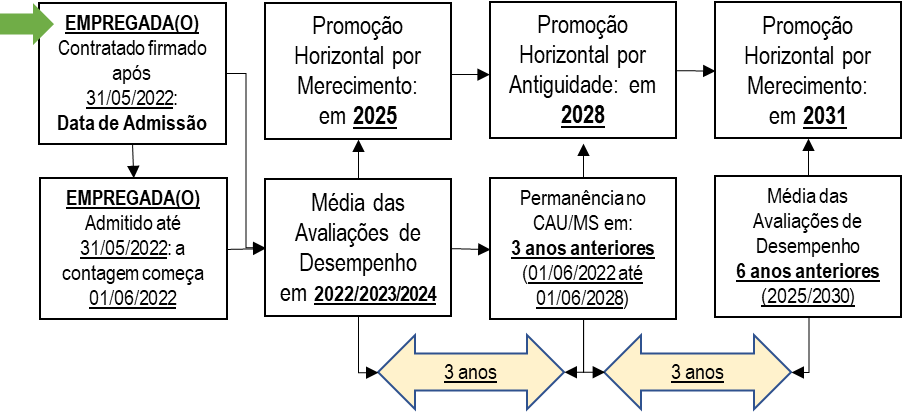 EMPREGADA(O)
Contratado firmado
após
31/05/2022:
Data de Admissão
Promoção
Horizontal por
Merecimento:
em 2025
Promoção
Horizontal por
Antiguidade: em
2028
Promoção
Horizontal por
Merecimento:
em 2031
EMPREGADA(O)
Admitido até
31/05/2022: a
contagem começa
01/06/2022
Média das
Avaliações de
Desempenho
em 2022/2023/2024
Permanência no
CAU/MS em:
3 anos anteriores
(01/06/2022 até
01/06/2028)
Média das
Avaliações de
Desempenho
6 anos anteriores
(2025/2030)
3 anos
3 anos